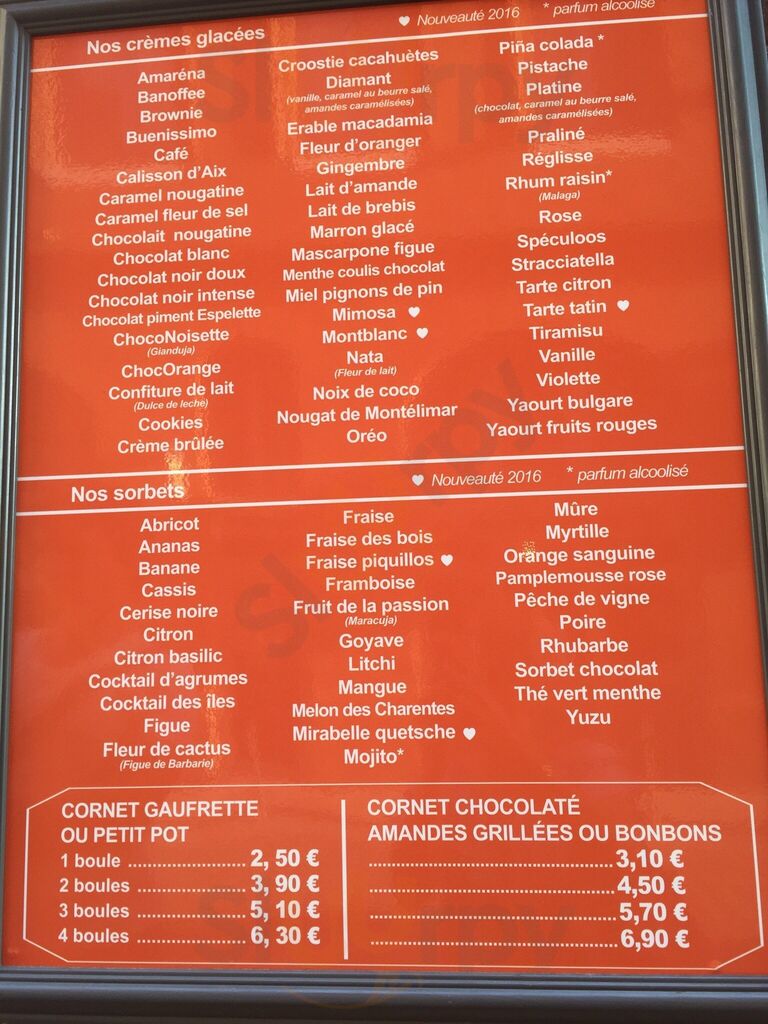 Nos crèmes glacées
♥ Nouveauté 2016 * parfum alcoolisé
Amaréna
Banoffee
Brownie
Buenissimo
Café
Calisson d'Aix
Caramel nougatine
Caramel fleur de sel
Chocolait nougatine
Chocolat blanc
Chocolat noir doux
Chocolat noir intense
Chocolat piment Espelette
ChocoNoisette
(Gianduja)
ChocOrange
Confiture de lait
(Dulce de leche)
Cookies
Crème brûlée
Croostie cacahuètes
Diamant
(vanille, caramel au beurre salé,
amandes caramélisées)
Erable macadamia
Fleur d'oranger
Gingembre
Lait d'amande
Lait de brebis
Marron glacé
Mascarpone figue
Menthe coulis chocolat
Miel pignons de pin
Mimosa ♥
Montblanc ♥
Nata
(Fleur de lait)
Noix de coco
Nougat de Montélimar
Oréo
Piña colada *
Pistache
Platine
(chocolat, caramel au beurre salé,
amandes caramélisées)
Praliné
Réglisse
Rhum raisin*
(Malaga)
Rose
Spéculoos
Stracciatella
Tarte citron
Tarte tatin ♥
Tiramisu
Vanille
Violette
Yaourt bulgare
Yaourt fruits rouges
Nos sorbets
♥ Nouveauté 2016 * parfum alcoolisé
Abricot
Ananas
Banane
Cassis
Cerise noire
Citron
Citron basilic
Cocktail d'agrumes
Cocktail des îles
Figue
Fleur de cactus
(Figue de Barbarie)
Fraise
Fraise des bois
Fraise piquillos ♥
Framboise
Fruit de la passion
(Maracuja)
Goyave
Litchi
Mangue
Melon des Charentes
Mirabelle quetsche ♥
Mojito*
Mûre
Myrtille
Orange sanguine
Pamplemousse rose
Pêche de vigne
Poire
Rhubarbe
Sorbet chocolat
Thé vert menthe
Yuzu
CORNET GAUFRETTE
OU PETIT POT
1 boule .................... 2, 50 €
2 boules .................... 3, 90 €
3 boules .................... 5, 10 €
4 boules .................... 6, 30 €
CORNET CHOCOLATÉ
AMANDES GRILLÉES OU BONBONS
.............................................. 3,10 €
.............................................. 4,50 €
.............................................. 5,70 €
.............................................. 6,90 €